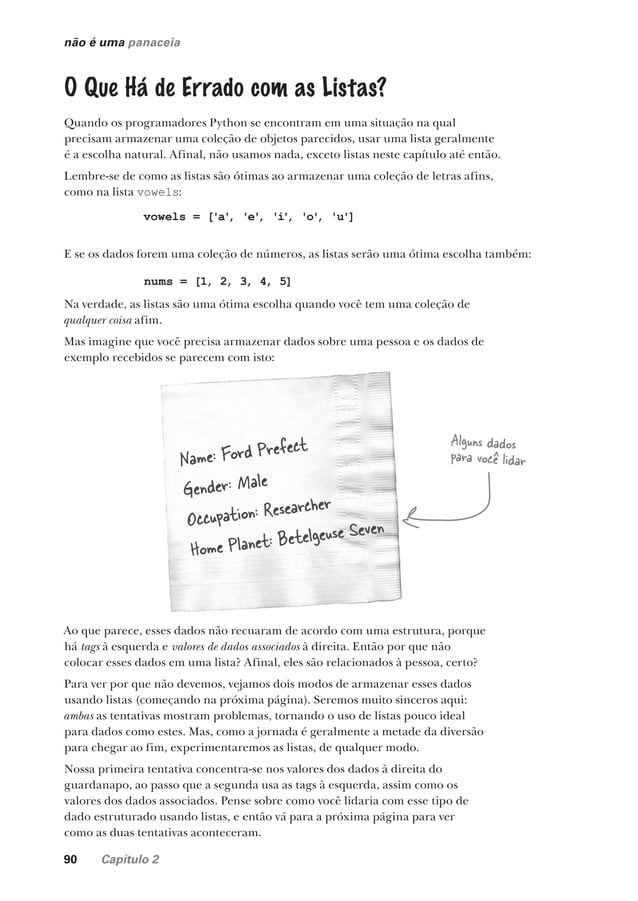 não é uma panaceia
O Que Há de Errado com as Listas?
Quando os programadores Python se encontram em uma situação na qual
precisam armazenar uma coleção de objetos parecidos, usar uma lista geralmente
é a escolha natural. Afinal, não usamos nada, exceto listas neste capítulo até então.
Lembre-se de como as listas são ótimas ao armazenar uma coleção de letras afins,
como na lista vowels:
vowels = ['a', 'e', 'i', 'o', 'u']
E se os dados forem uma coleção de números, as listas serão uma ótima escolha também:
nums = [1, 2, 3, 4, 5]
Na verdade, as listas são uma ótima escolha quando você tem uma coleção de
qualquer coisa afim.
Mas imagine que você precisa armazenar dados sobre uma pessoa e os dados de
exemplo recebidos se parecem com isto:
Name: Ford Prefect
Gender: Male
Occupation: Researcher
Home Planet: Betelgeuse Seven
Alguns dados
para você lidar
Ao que parece, esses dados não recuaram de acordo com uma estrutura, porque
há tags à esquerda e valores de dados associados à direita. Então por que não
colocar esses dados em uma lista? Afinal, eles são relacionados à pessoa, certo?
Para ver por que não devemos, vejamos dois modos de armazenar esses dados
usando listas (começando na próxima página). Seremos muito sinceros aqui:
ambas as tentativas mostram problemas, tornando o uso de listas pouco ideal
para dados como estes. Mas, como a jornada é geralmente a metade da diversão
para chegar ao fim, experimentaremos as listas, de qualquer modo.
Nossa primeira tentativa concentra-se nos valores dos dados à direita do
guardanapo, ao passo que a segunda usa as tags à esquerda, assim como os
valores dos dados associados. Pense sobre como você lidaria com esse tipo de
dado estruturado usando listas, e então vá para a próxima página para ver
como as duas tentativas aconteceram.
90 Capítulo 2